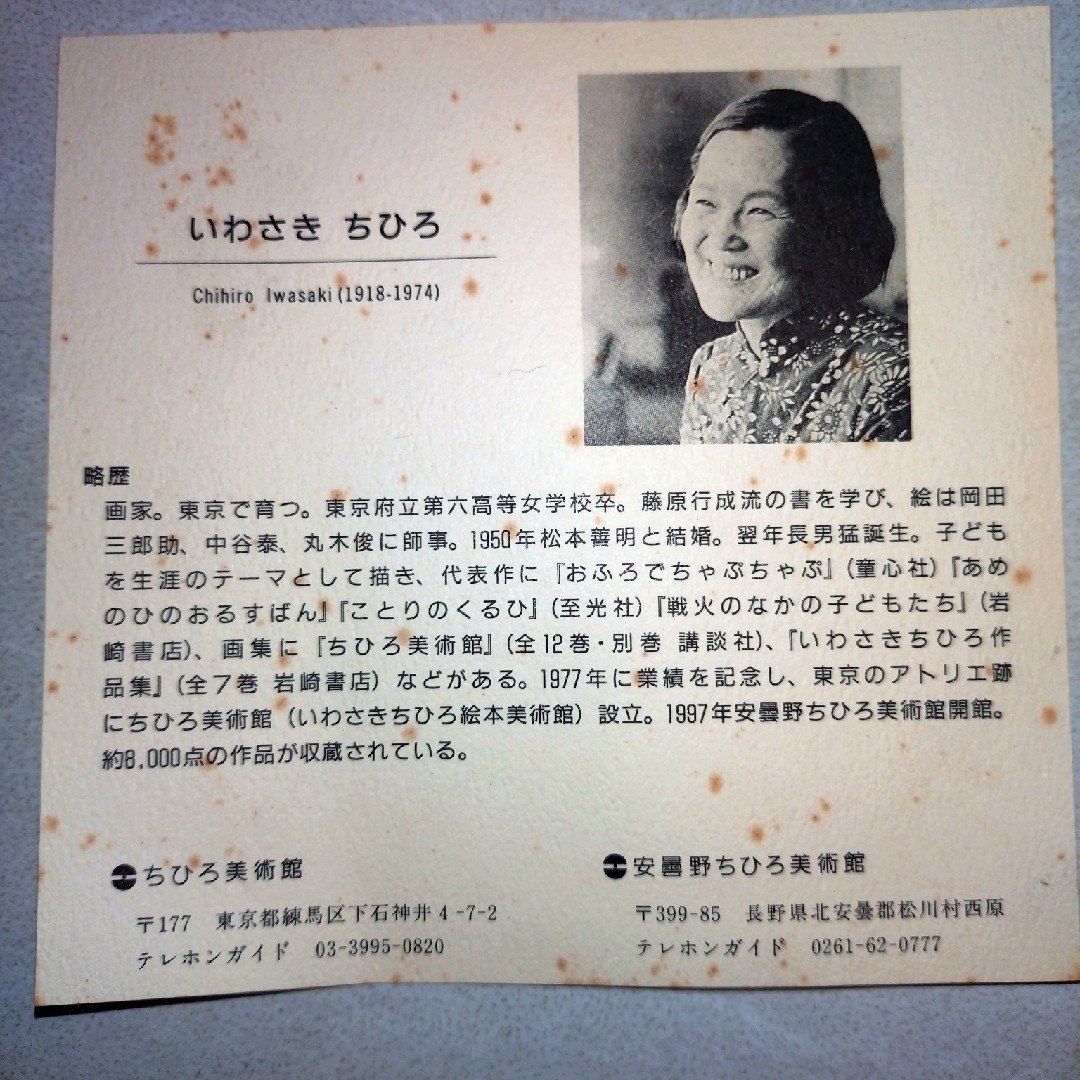 いわさき ちひろ
Chihiro Iwasaki (1918-1974)
略歴
画家。東京で育つ。東京府立第六高等女学校卒。藤原行成流の書を学び、絵は岡田
三郎助、中谷泰、丸木俊に師事。1950年松本善明と結婚。翌年長男猛誕生。子ども
を生涯のテーマとして描き、代表作に『おふろでちゃぷちゃぷ』(童心社)『あめ
のひのおるすばん』『ことりのくるひ』(至光社)『戦火のなかの子どもたち』(岩
崎書店)、画集に『ちひろ美術館』(全12巻・別巻 講談社)、『いわさきちひろ作
品集』(全7巻 岩崎書店)などがある。1977年に業績を記念し、東京のアトリエ跡
にちひろ美術館(いわさきちひろ絵本美術館)設立。1997年安曇野ちひろ美術館開館。
約8,000点の作品が収蔵されている。
ちひろ美術館
〒177 東京都練馬区下石神井4-7-2
テレホンガイド 03-3995-0820
安曇野ちひろ美術館
〒399-85 長野県北安曇郡松川村西原
テレホンガイド 0261-62-0777